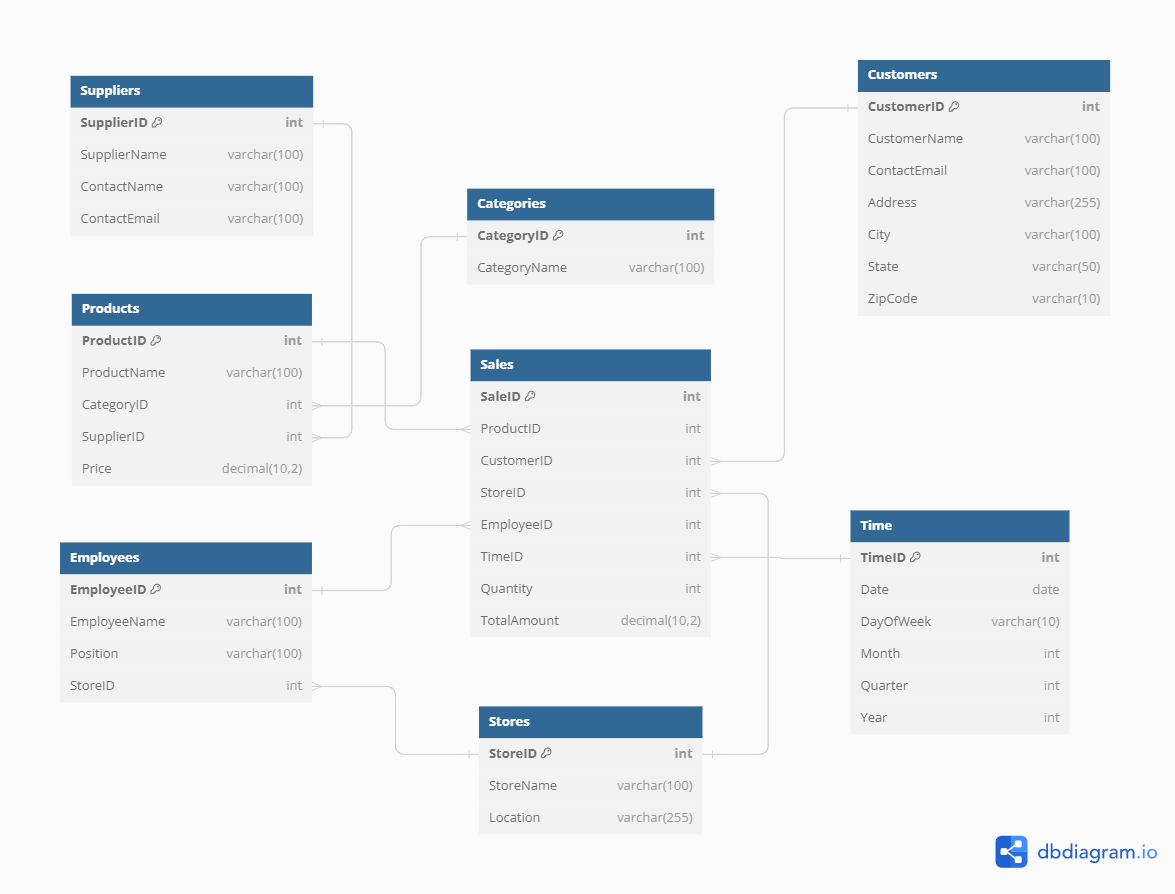 Suppliers
SupplierID int
SupplierName varchar(100)
ContactName varchar(100)
ContactEmail varchar(100)
Products
ProductID int
ProductName varchar(100)
CategoryID int
SupplierID int
Price decimal(10,2)
Employees
EmployeeID int
EmployeeName varchar(100)
Position varchar(100)
StoreID int
Categories
CategoryID int
CategoryName varchar(100)
Sales
SaleID int
ProductID int
CustomerID int
StoreID int
EmployeeID int
TimeID int
Quantity int
TotalAmount decimal(10,2)
Stores
StoreID int
StoreName varchar(100)
Location varchar(255)
Customers
CustomerID int
CustomerName varchar(100)
ContactEmail varchar(100)
Address varchar(255)
City varchar(100)
State varchar(50)
ZipCode varchar(10)
Time
TimeID int
Date date
DayOfWeek varchar(10)
Month int
Quarter int
Year int
dbdiagram.io